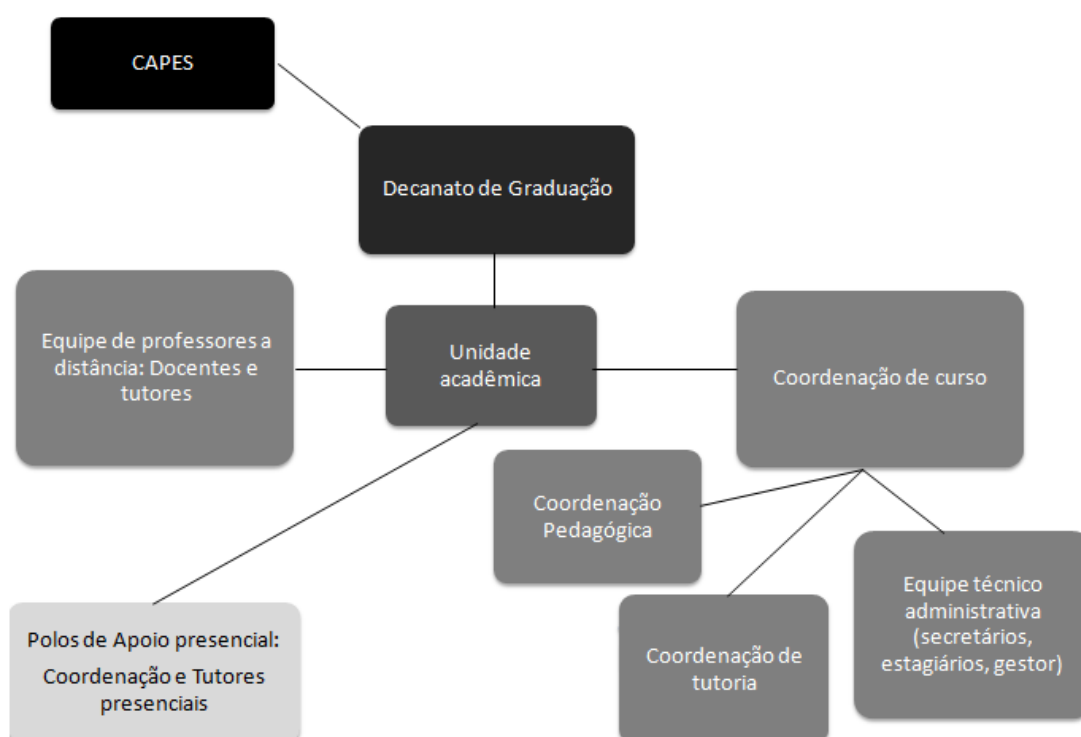 CAPES
Decanato de Graduação
Equipe de professores a
distância: Docentes e
tutores
Unidade
acadêmica
Coordenação de curso
Coordenação
Pedagógica
Polos de Apoio presencial:
Coordenação e Tutores
presenciais
Coordenação de
tutoria
Equipe técnico
administrativa
(secretários,
estagiários, gestor)